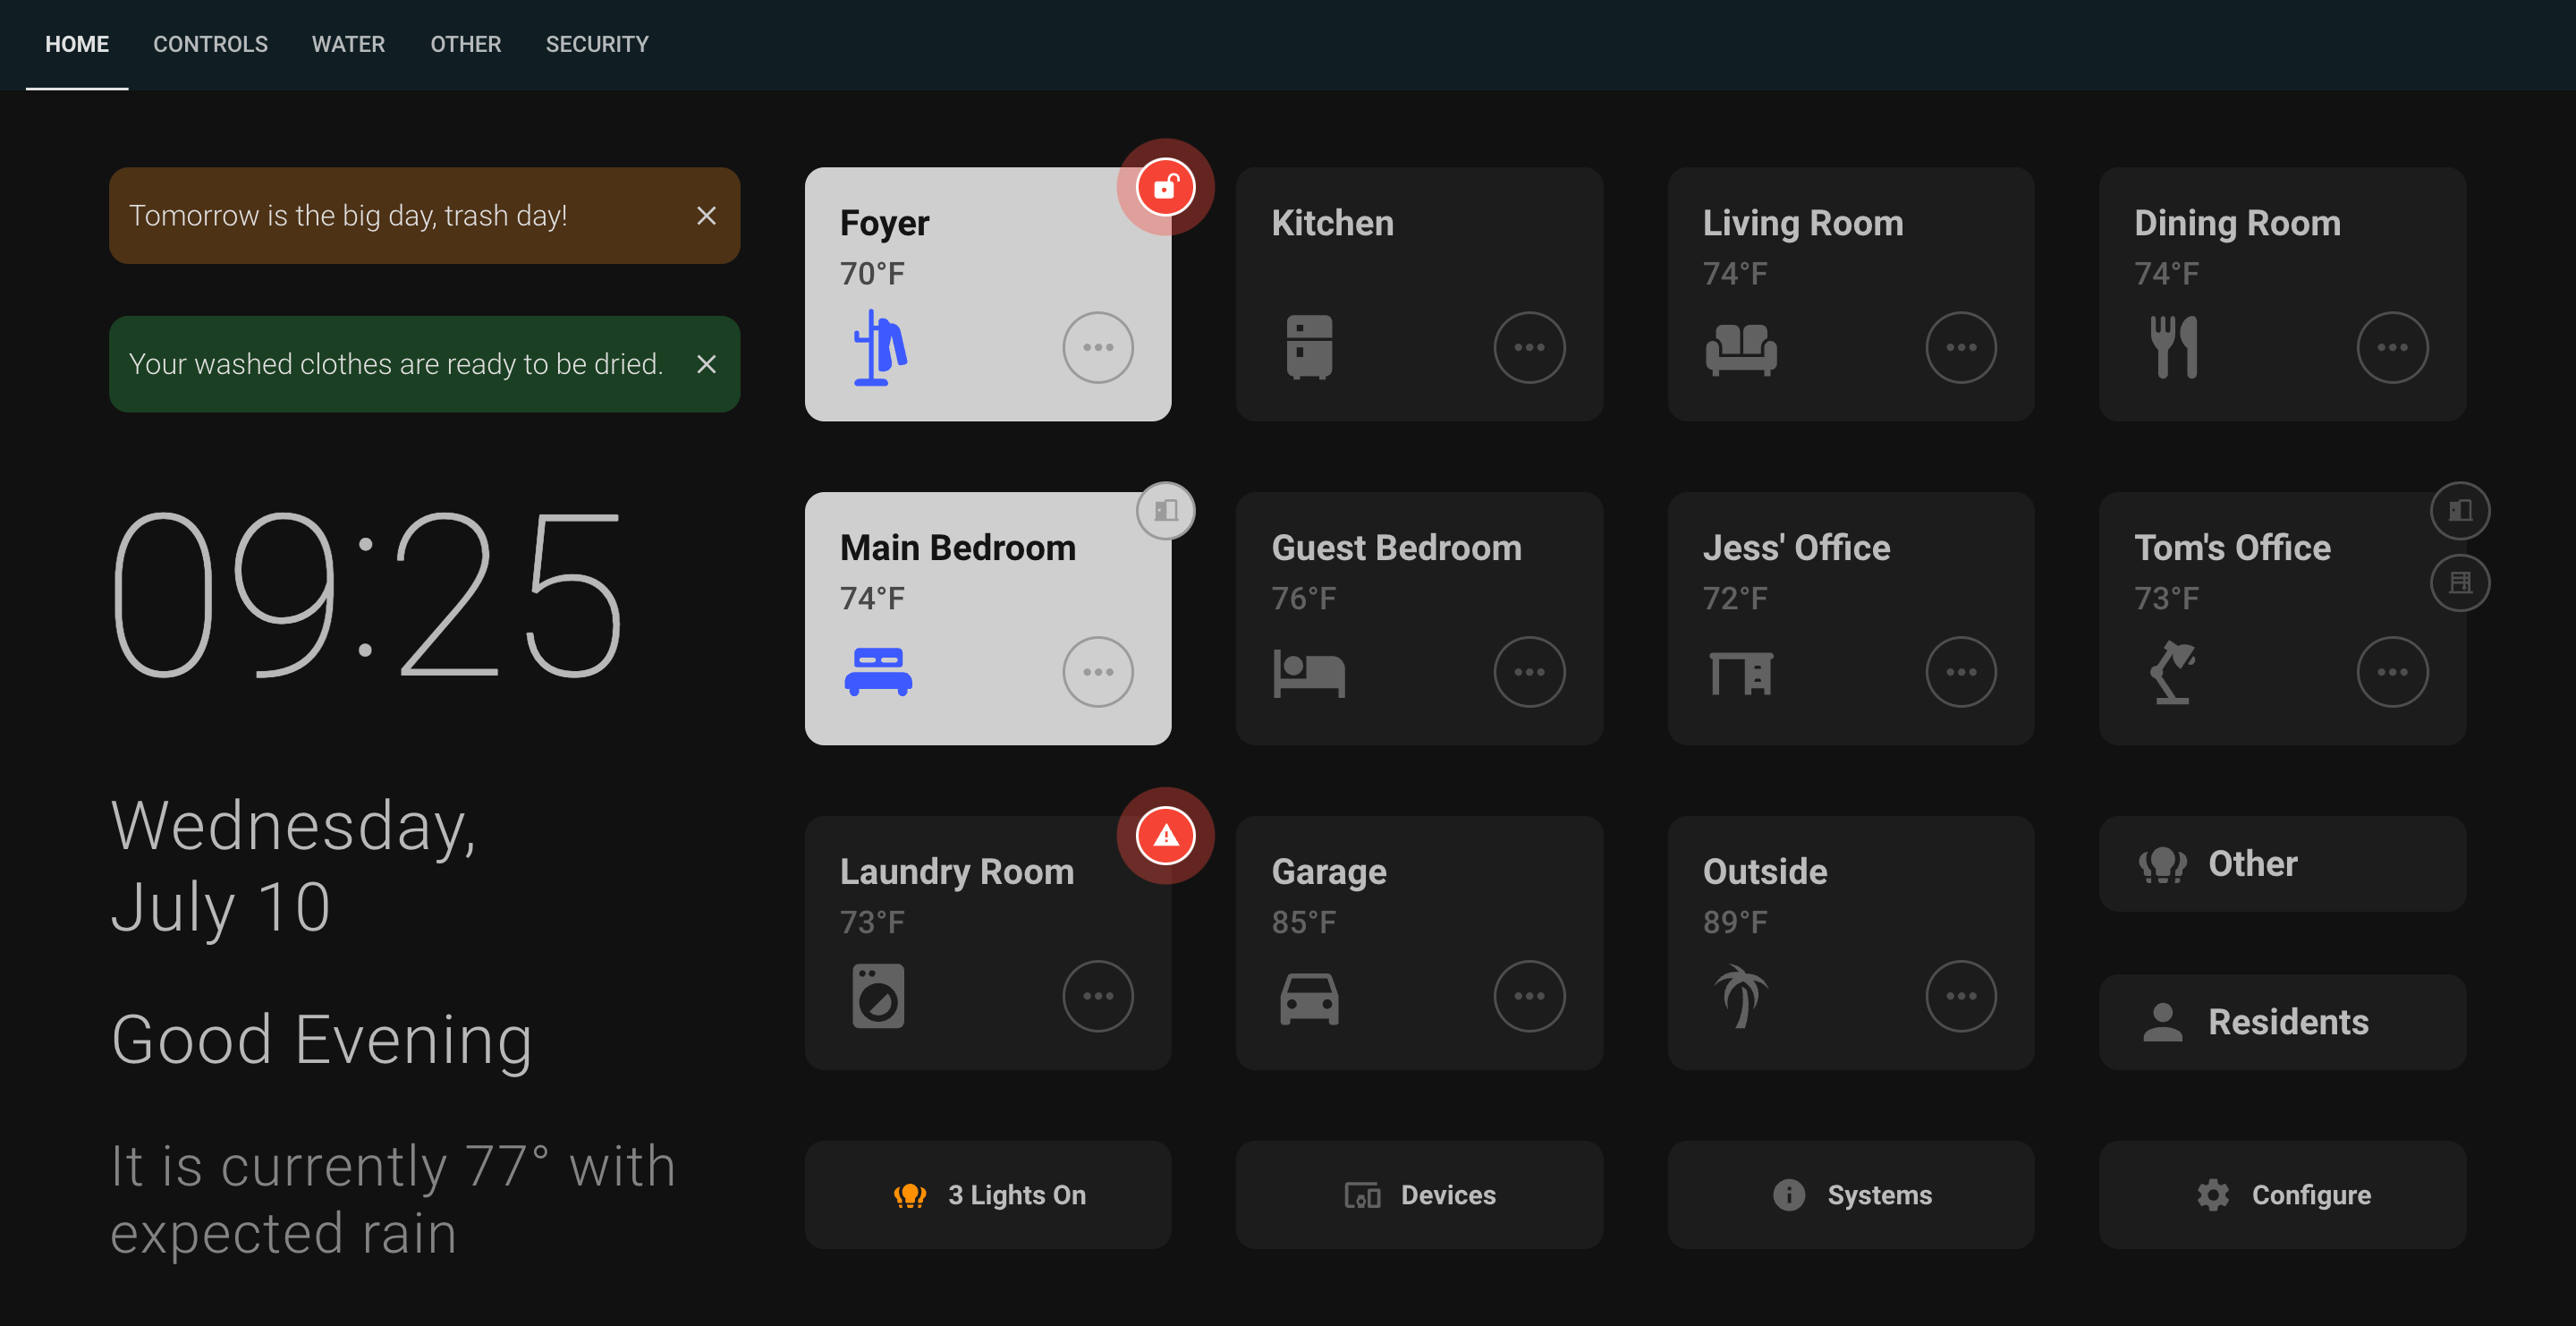 HOME
CONTROLS
WATER
OTHER
SECURITY
Tomorrow is the big day, trash day!
Your washed clothes are ready to be dried.
09:25
Wednesday,
July 10
Good Evening
It is currently 77° with
expected rain
Foyer
70°F
Kitchen
Living Room
74°F
Dining Room
74°F
Main Bedroom
74°F
Guest Bedroom
76°F
Jess' Office
72°F
Tom's Office
73°F
Laundry Room
73°F
Garage
85°F
Outside
89°F
Other
Residents
3 Lights On
Devices
Systems
Configure